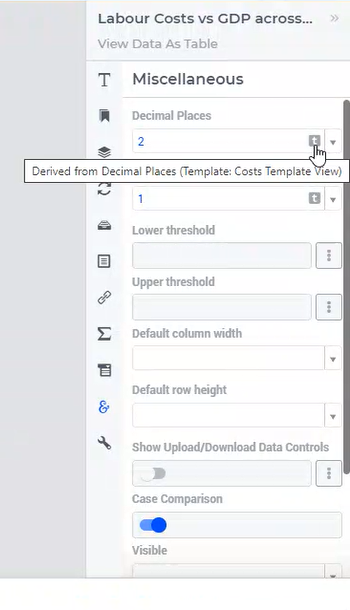 Labour Costs vs GDP across... »
View Data As Table
T
Miscellaneous
Decimal Places
2 t
Derived from Decimal Places (Template: Costs Template View)
1 t
Lower threshold
Upper threshold
Default column width
Default row height
Show Upload/Download Data Controls
Σ
&
Case Comparison
Visible